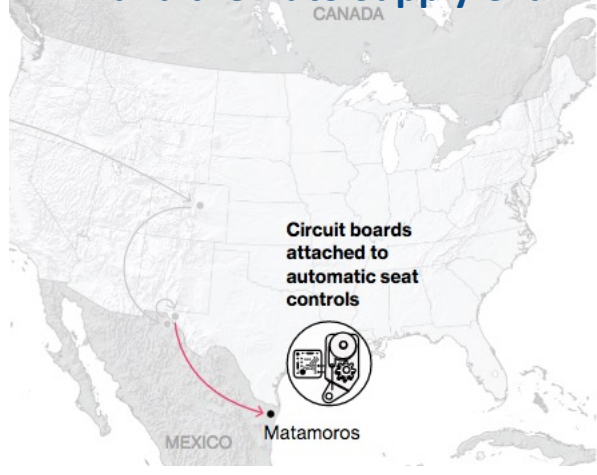 CANADA
Circuit boards
attached to
automatic seat
controls
Matamoros
MEXICO